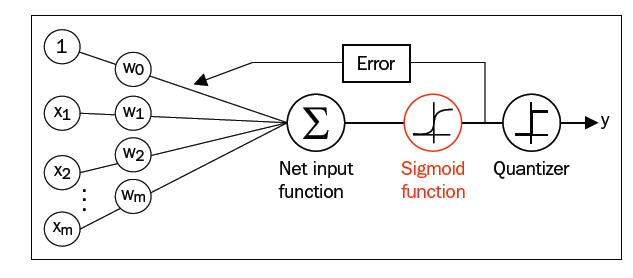 1
w0
Error
x1
w1
Σ
y
x2
w2
Net input
function
Sigmoid
function
Quantizer
wm
xm